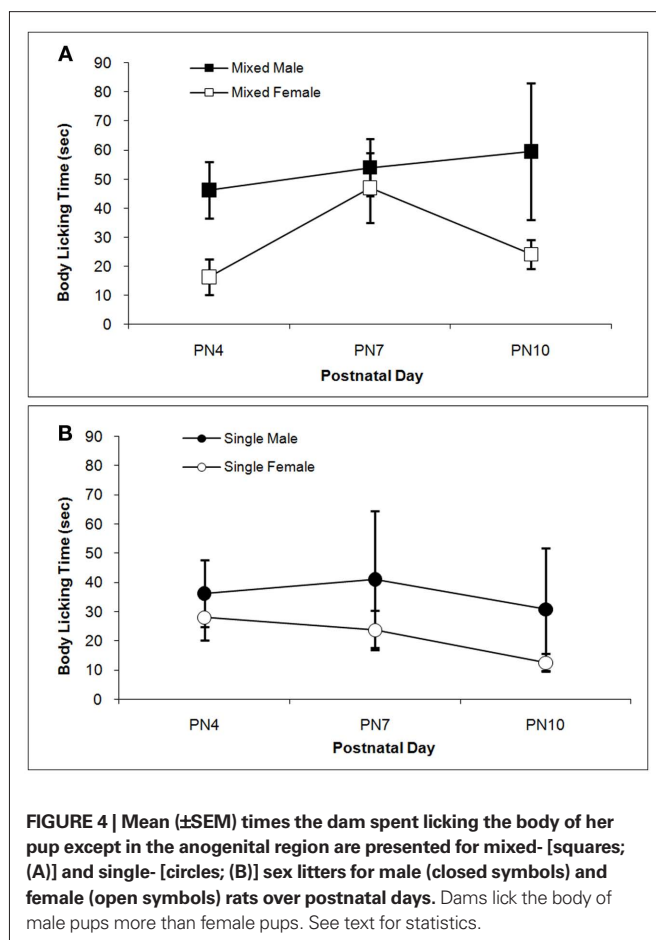 A
Mixed Male
Mixed Female
90
80
70
60
50
40
30
20
10
0
Body Licking Time (sec)
PN4 PN7 PN10
Postnatal Day
B
Single Male
Single Female
90
80
70
60
50
40
30
20
10
0
Body Licking Time (sec)
PN4 PN7 PN10
Postnatal Day
FIGURE 4 | Mean (±SEM) times the dam spent licking the body of her
pup except in the anogenital region are presented for mixed- [squares;
(A)] and single- [circles; (B)] sex litters for male (closed symbols) and
female (open symbols) rats over postnatal days. Dams lick the body of
male pups more than female pups. See text for statistics.